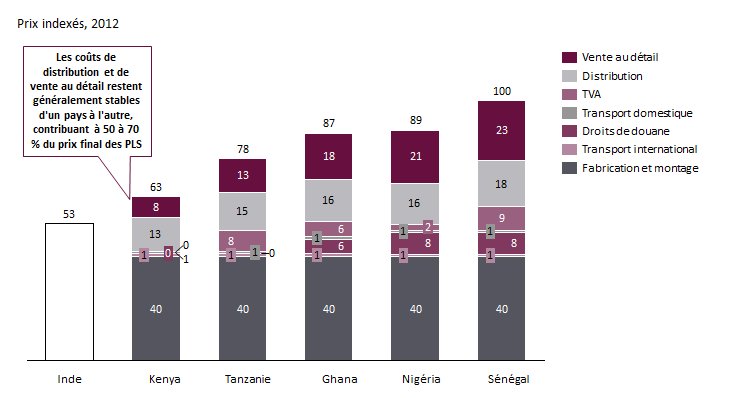 Prix indexés, 2012
Les coûts de
distribution et de
vente au détail restent
généralement stables
d'un pays à l'autre,
contribuant à 50 à 70
% du prix final des PLS
Vente au détail
Distribution
TVA
Transport domestique
Droits de douane
Transport international
Fabrication et montage
53
63
8
13
0
1
0
1
40
78
13
15
8
1
1
0
40
87
18
16
6
1
6
1
40
89
21
16
2
1
8
1
40
100
23
18
9
1
8
1
40
Inde
Kenya
Tanzanie
Ghana
Nigéria
Sénégal